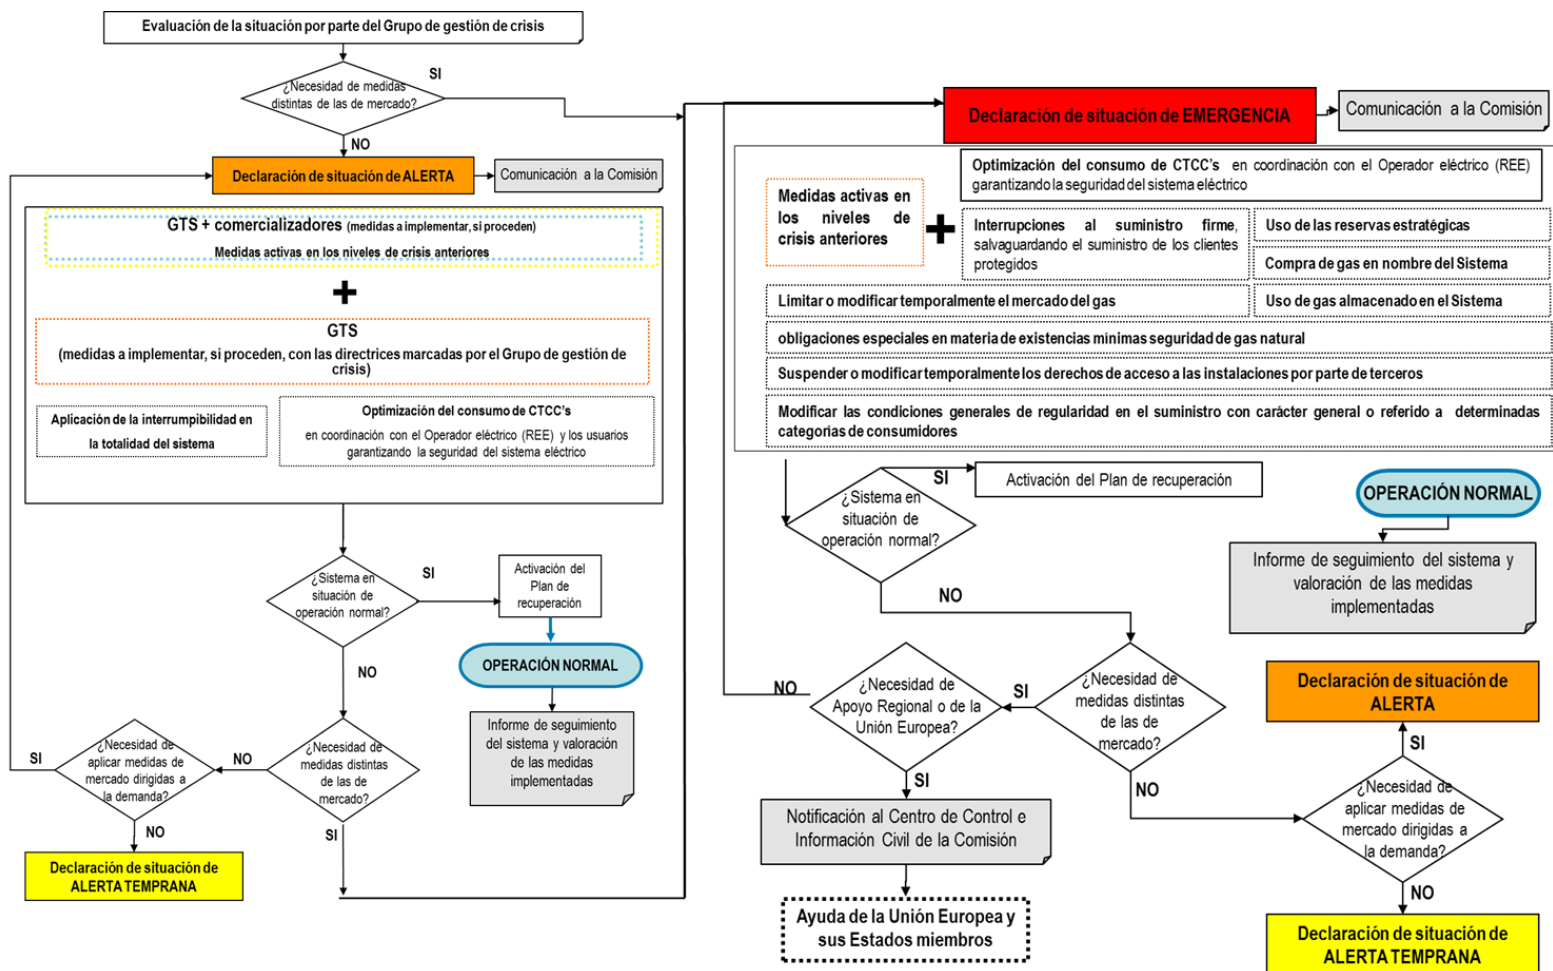 Evaluación de la situación por parte del Grupo de gestión de crisis
¿Necesidad de medidas
distintas de las de mercado?
SI
NO
Declaración de situación de ALERTA
Comunicación a la Comisión
GTS + comercializadores (medidas a implementar, si proceden)
Medidas activas en los niveles de crisis anteriores
+
GTS
(medidas a implementar, si proceden, con las directrices marcadas por el Grupo de gestión de
crisis)
Aplicación de la interrumpibilidad en
la totalidad del sistema
Optimización del consumo de CTCC's
en coordinación con el Operador eléctrico (REE) y los usuarios
garantizando la seguridad del sistema eléctrico
¿Sistema en
situación de
operación normal?
SI
Activación del
Plan de
recuperación
OPERACIÓN NORMAL
Informe de seguimiento
del sistema y valoración
de las medidas
implementadas
NO
¿Necesidad de
medidas distintas
de las de
mercado?
NO
¿Necesidad de
aplicar medidas de
mercado dirigidas a
la demanda?
SI
NO
SI
Declaración de situación de
ALERTA TEMPRANA
Declaración de situación de EMERGENCIA
Comunicación a la Comisión
Medidas activas en
los niveles de
crisis anteriores
+
Optimización del consumo de CTCC's en coordinación con el Operador eléctrico (REE)
garantizando la seguridad del sistema eléctrico
Interrupciones al suministro firme,
salvaguardando el suministro de los clientes
protegidos
Uso de las reservas estratégicas
Compra de gas en nombre del Sistema
Limitar o modificar temporalmente el mercado del gas
Uso de gas almacenado en el Sistema
obligaciones especiales en materia de existencias mínimas seguridad de gas natural
Suspender o modificar temporalmente los derechos de acceso a las instalaciones por parte de terceros
Modificar las condiciones generales de regularidad en el suministro con carácter general o referido a determinadas
categorías de consumidores
¿Sistema en
situación de
operación normal?
SI
Activación del Plan de recuperación
OPERACIÓN NORMAL
Informe de seguimiento del sistema y
valoración de las medidas
implementadas
NO
¿Necesidad de
medidas distintas
de las de
mercado?
SI
¿Necesidad de
Apoyo Regional o de la
Unión Europea?
NO
SI
Notificación al Centro de Control e
Información Civil de la Comisión
Ayuda de la Unión Europea y
sus Estados miembros
NO
Declaración de situación de
ALERTA
SI
¿Necesidad de
aplicar medidas de
mercado dirigidas a
la demanda?
NO
Declaración de situación de
ALERTA TEMPRANA